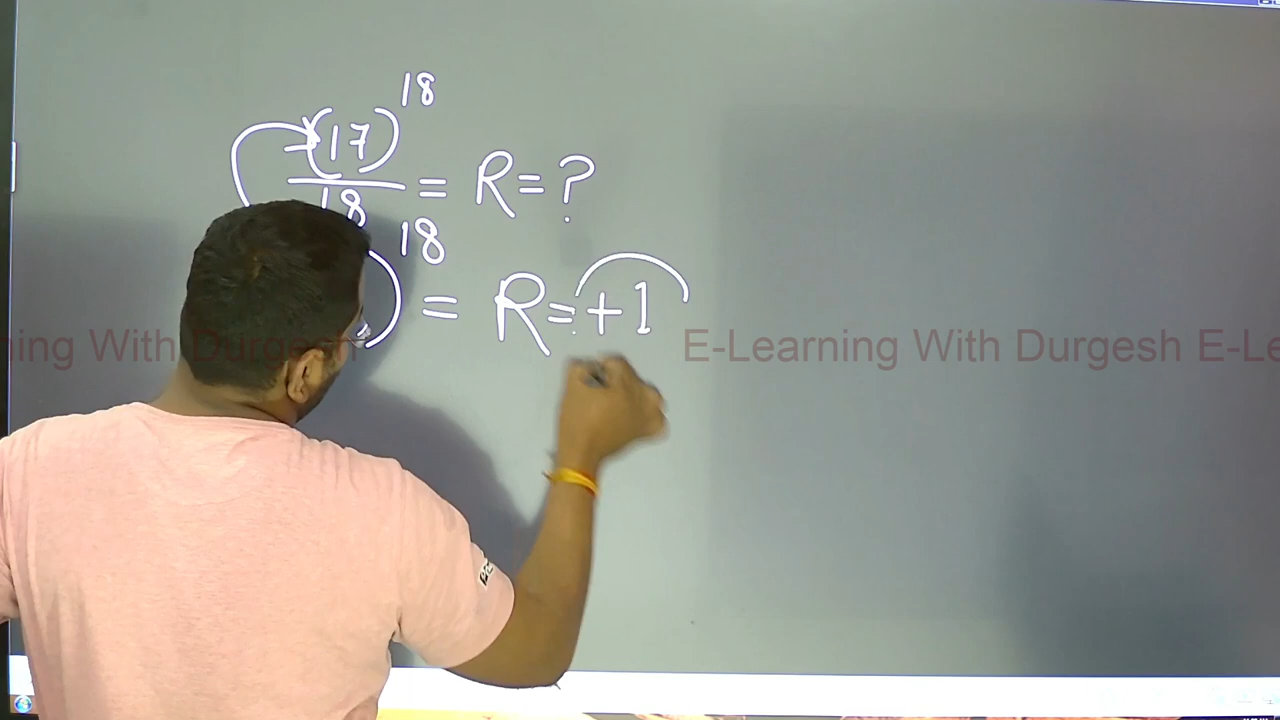 (17)^18 / 18 = R = ?
)^18 = R = +1
ning With Durgesh E-Learning With Durgesh E-Le